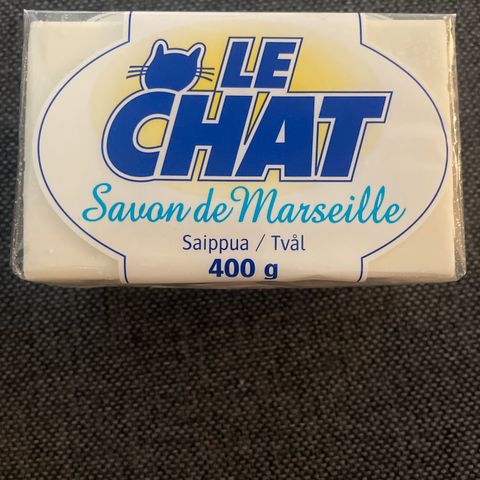 LE
CHAT
Savon de Marseille
Saippua / Tvål
400 g